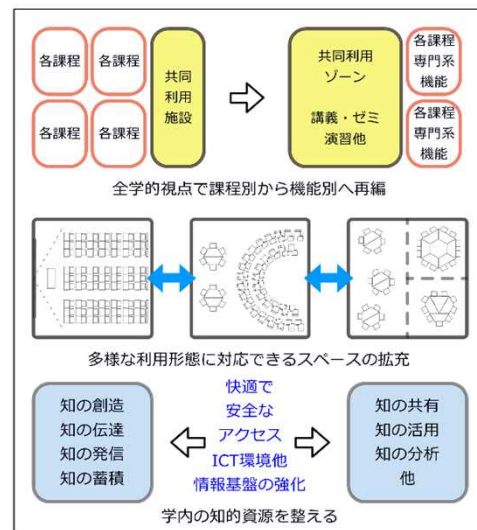 各課程
各課程
各課程
各課程
共同
利用
施設
共同利用
ゾーン
講義・ゼミ
演習他
各課程
専門系
機能
各課程
専門系
機能
全学的視点で課程別から機能別へ再編
多様な利用形態に対応できるスペースの拡充
知の創造
知の伝達
知の発信
知の蓄積
快適で
安全な
アクセス
ICT環境他
情報基盤の強化
知の共有
知の活用
知の分析
他
学内の知的資源を整える